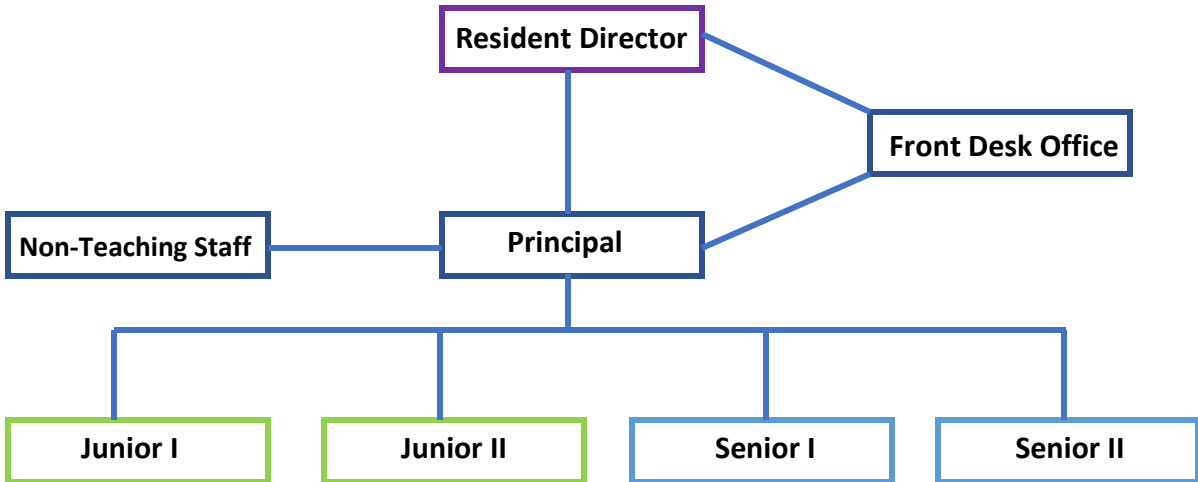 Resident Director
Front Desk Office
Non-Teaching Staff
Principal
Junior I
Junior II
Senior I
Senior II